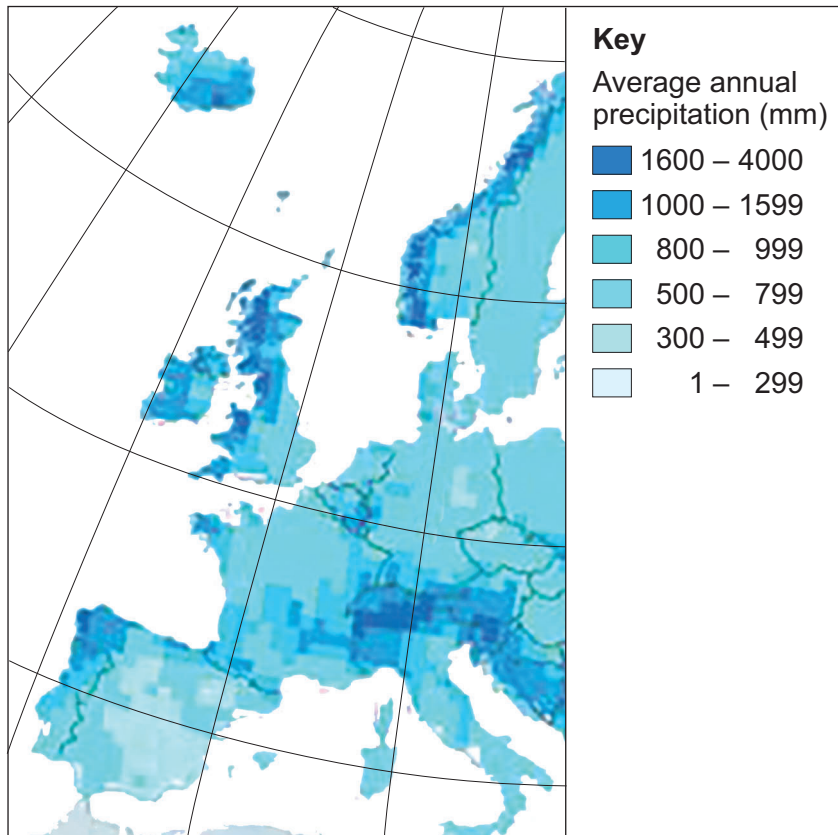 Key
Average annual
precipitation (mm)
1600 – 4000
1000 – 1599
800 – 999
500 – 799
300 – 499
1 – 299